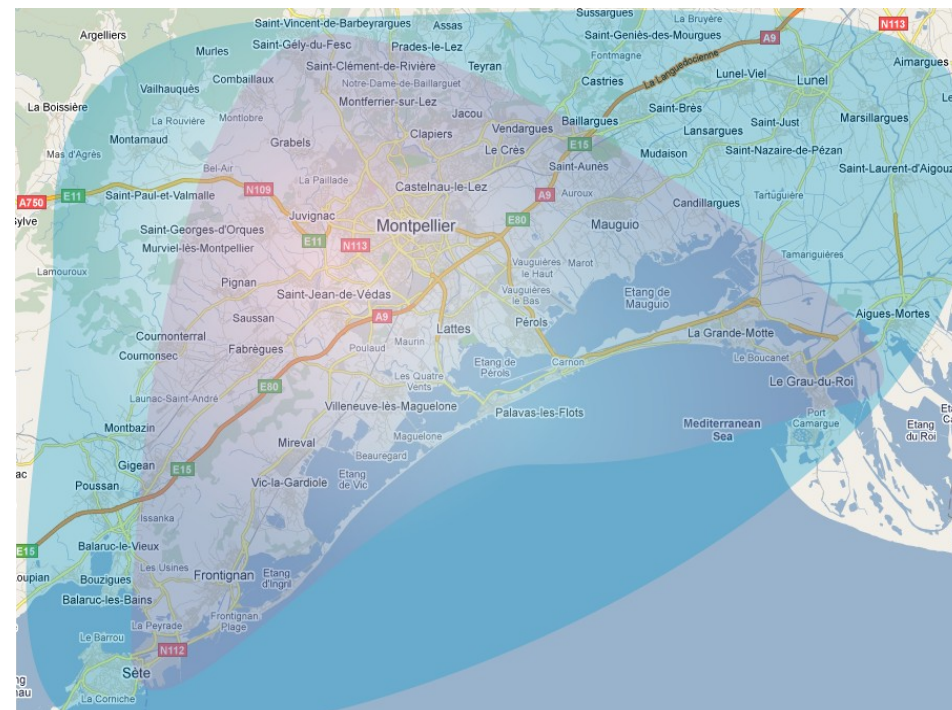 Saint-Vincent-de-Barbeyrargues
Assas
Sussargues
La Bruyère
N113
Argelliers
Saint-Gély-du-Fesc
Prades-le-Lez
Saint-Geniès-des-Mourgues
A9
Murles
Fontmagne
Aimargues
Saint-Clément-de-Rivière
Teyran
La Languedocienne
Combaillaux
Notre-Dame-de-Baillarguet
Castries
Lunel-Viel
Lunel
Vailhauquès
La Boissière
Montferrier-sur-Lez
Saint-Brès
La Rouvière
Montlobre
Jacou
Baillargues
Saint-Just
Marsillargues
Montarnaud
Clapiers
Vendargues
Lansargues
Grabels
E15
Le Crès
Mudaison
Saint-Nazaire-de-Pézan
Mas d'Agrès
Bel-Air
Saint-Aunès
Saint-Laurent-d'Aigouz
La Paillade
Castelnau-le-Lez
A750
E11
Saint-Paul-et-Valmalle
N109
A9
Auroux
Tartuguière
Candillargues
Sylve
Juvignac
E80
Montpellier
Mauguio
Saint-Georges-d'Orques
E11
N113
Murviel-lès-Montpellier
Tamariguières
Lamouroux
Vauguières
le Haut
Marot
Pignan
Saint-Jean-de-Védas
Vauguières
le Bas
Etang de
Mauguio
Saussan
A9
Pérols
Aigues-Mortes
Cournonterral
Lattes
La Grande-Motte
Cournonsec
Fabrègues
Poulaud
Maurin
Etang de
Pérols
Carnon
Le Boucanet
E80
Les Quatre
Vents
Le Grau-du-Roi
Launac-Saint-André
Villeneuve-lès-Maguelone
Palavas-les-Flots
Port
Camargue
Montbazin
Mediterranean
Sea
Etang
du Roi
Mireval
Maguelone
Gigean
Beauregard
E15
Etang
de Vic
Poussan
Vic-la-Gardiole
Issanka
E15
Balaruc-le-Vieux
Les Usines
Loupian
Bouzigues
Frontignan
Etang
d'Ingril
Balaruc-les-Bains
La Peyrade
Frontignan
Plage
Le Barrou
N112
Sète
La Corniche